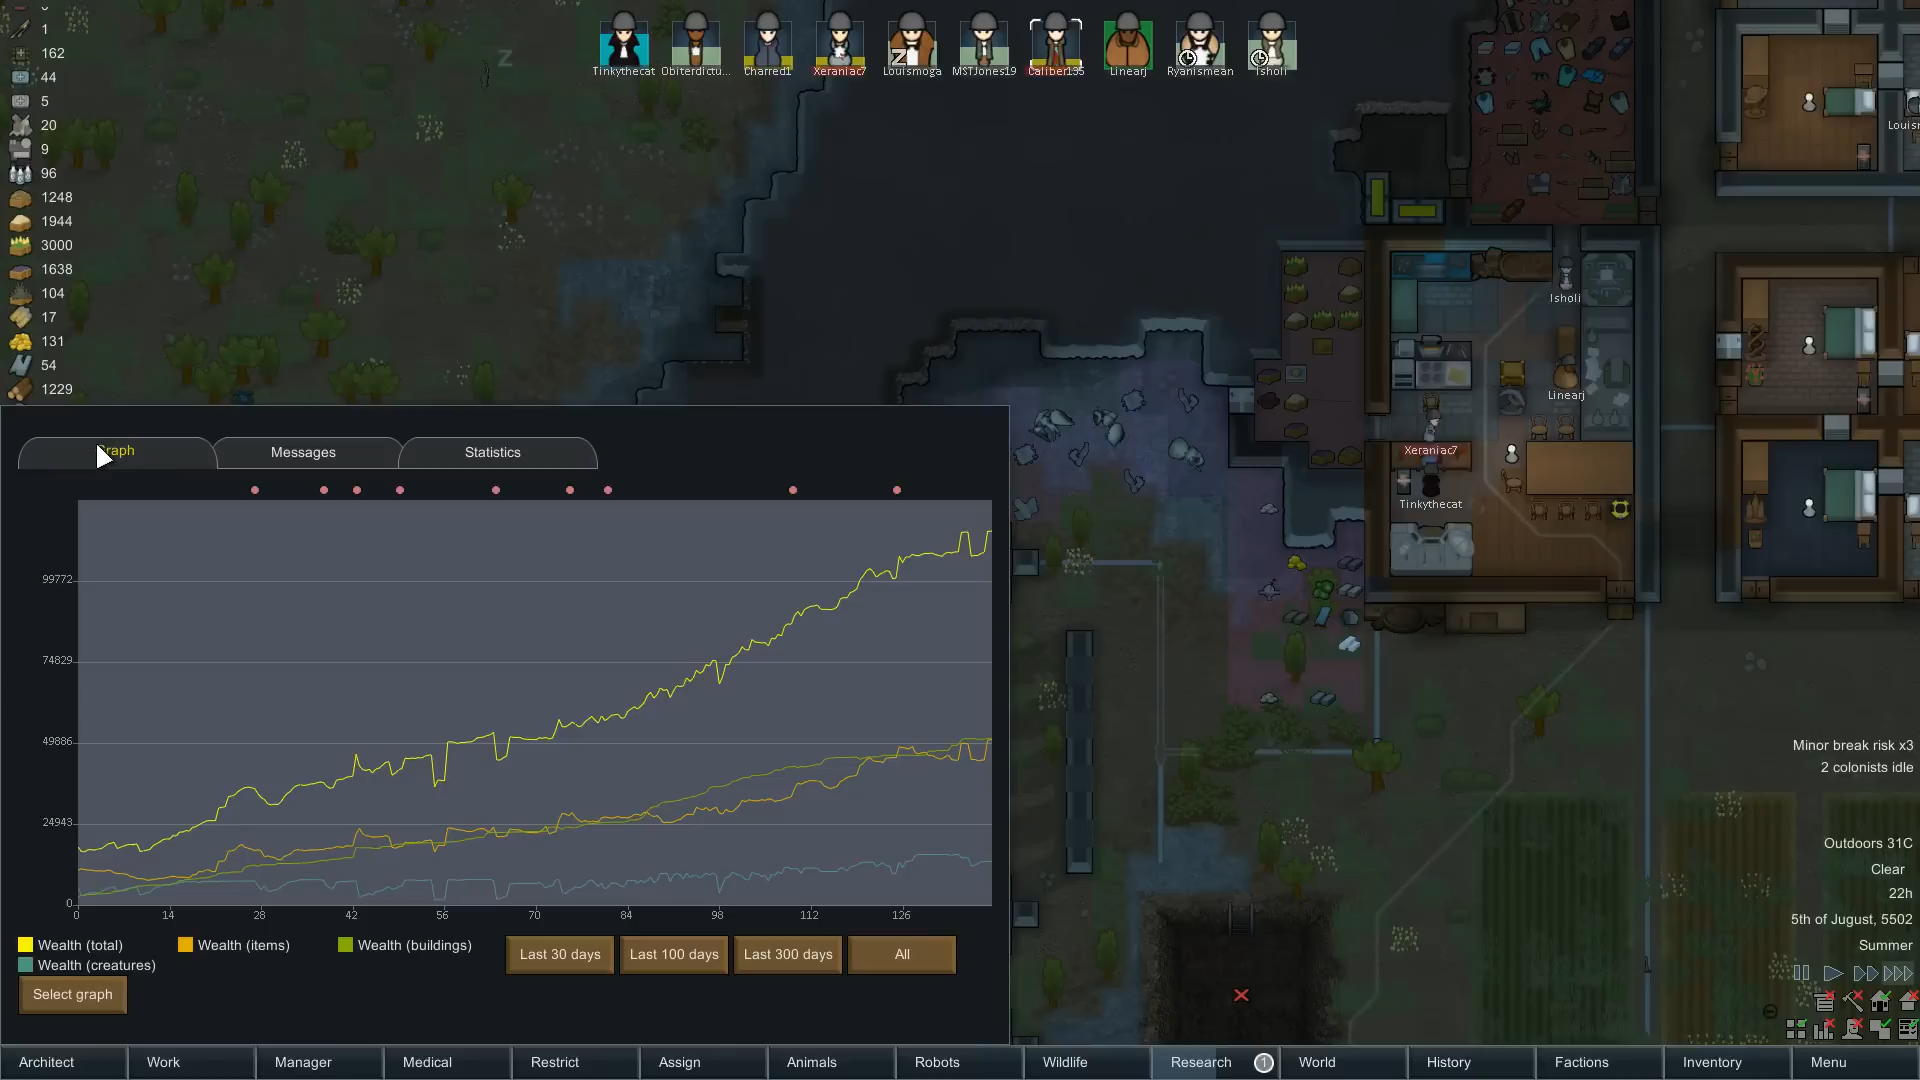 1
162
44
5
20
9
96
1248
1944
3000
1638
104
17
131
54
1229
Tinkythecat
Obiterdictu...
Charred1
Xeraniac7
Louismoga
MSTJones19
Caliber135
Linearj
Ryanismean
Isholi
Isholi
Linearj
Xeraniac7
Tinkythecat
Graph
Messages
Statistics
99772
74829
49886
24943
0
0
14
28
42
56
70
84
98
112
126
Wealth (total)
Wealth (items)
Wealth (buildings)
Wealth (creatures)
Last 30 days
Last 100 days
Last 300 days
All
Select graph
Minor break risk x3
2 colonists idle
Outdoors 31C
Clear
22h
5th of Jugust, 5502
Summer
Architect
Work
Manager
Medical
Restrict
Assign
Animals
Robots
Wildlife
Research
1
World
History
Factions
Inventory
Menu